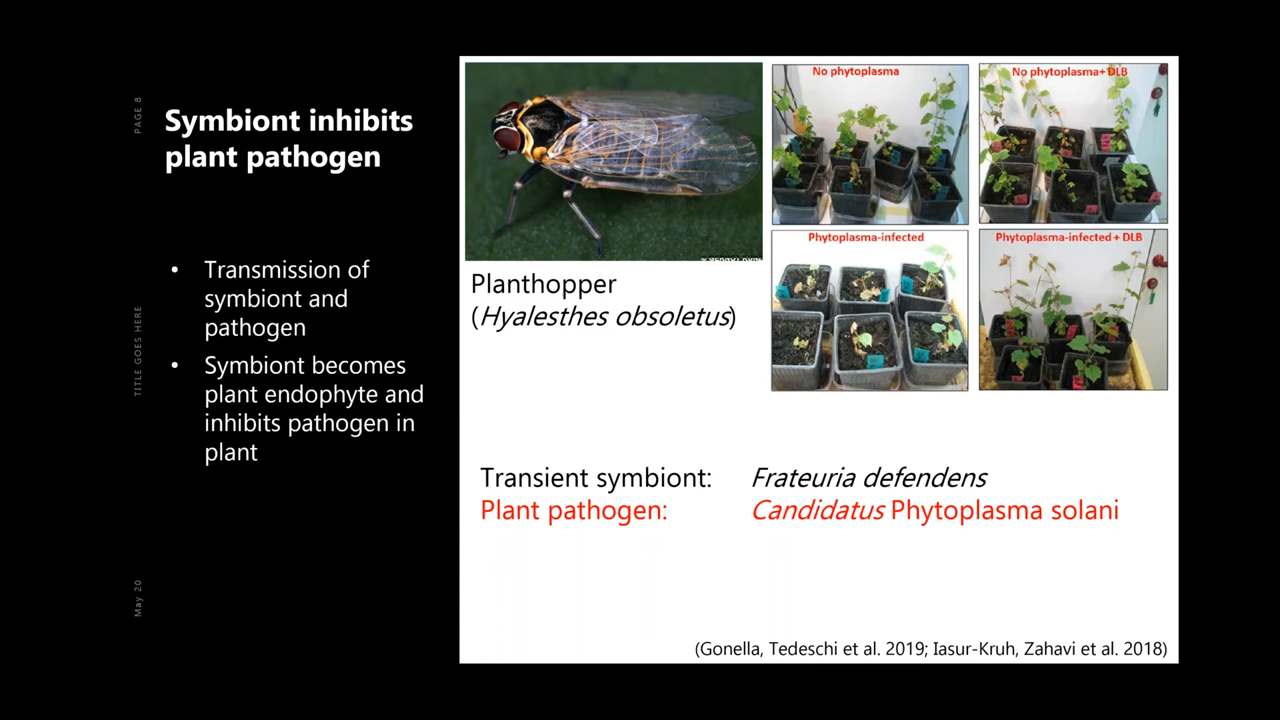 PAGE 8
Symbiont inhibits
plant pathogen
TITLE GOES HERE
• Transmission of
symbiont and
pathogen
• Symbiont becomes
plant endophyte and
inhibits pathogen in
plant
May 20
No phytoplasma
No phytoplasma+ DLB
Phytoplasma-infected
Phytoplasma-infected + DLB
Planthopper
(Hyalesthes obsoletus)
Transient symbiont: Frateuria defendens
Plant pathogen: Candidatus Phytoplasma solani
(Gonella, Tedeschi et al. 2019; Iasur-Kruh, Zahavi et al. 2018)